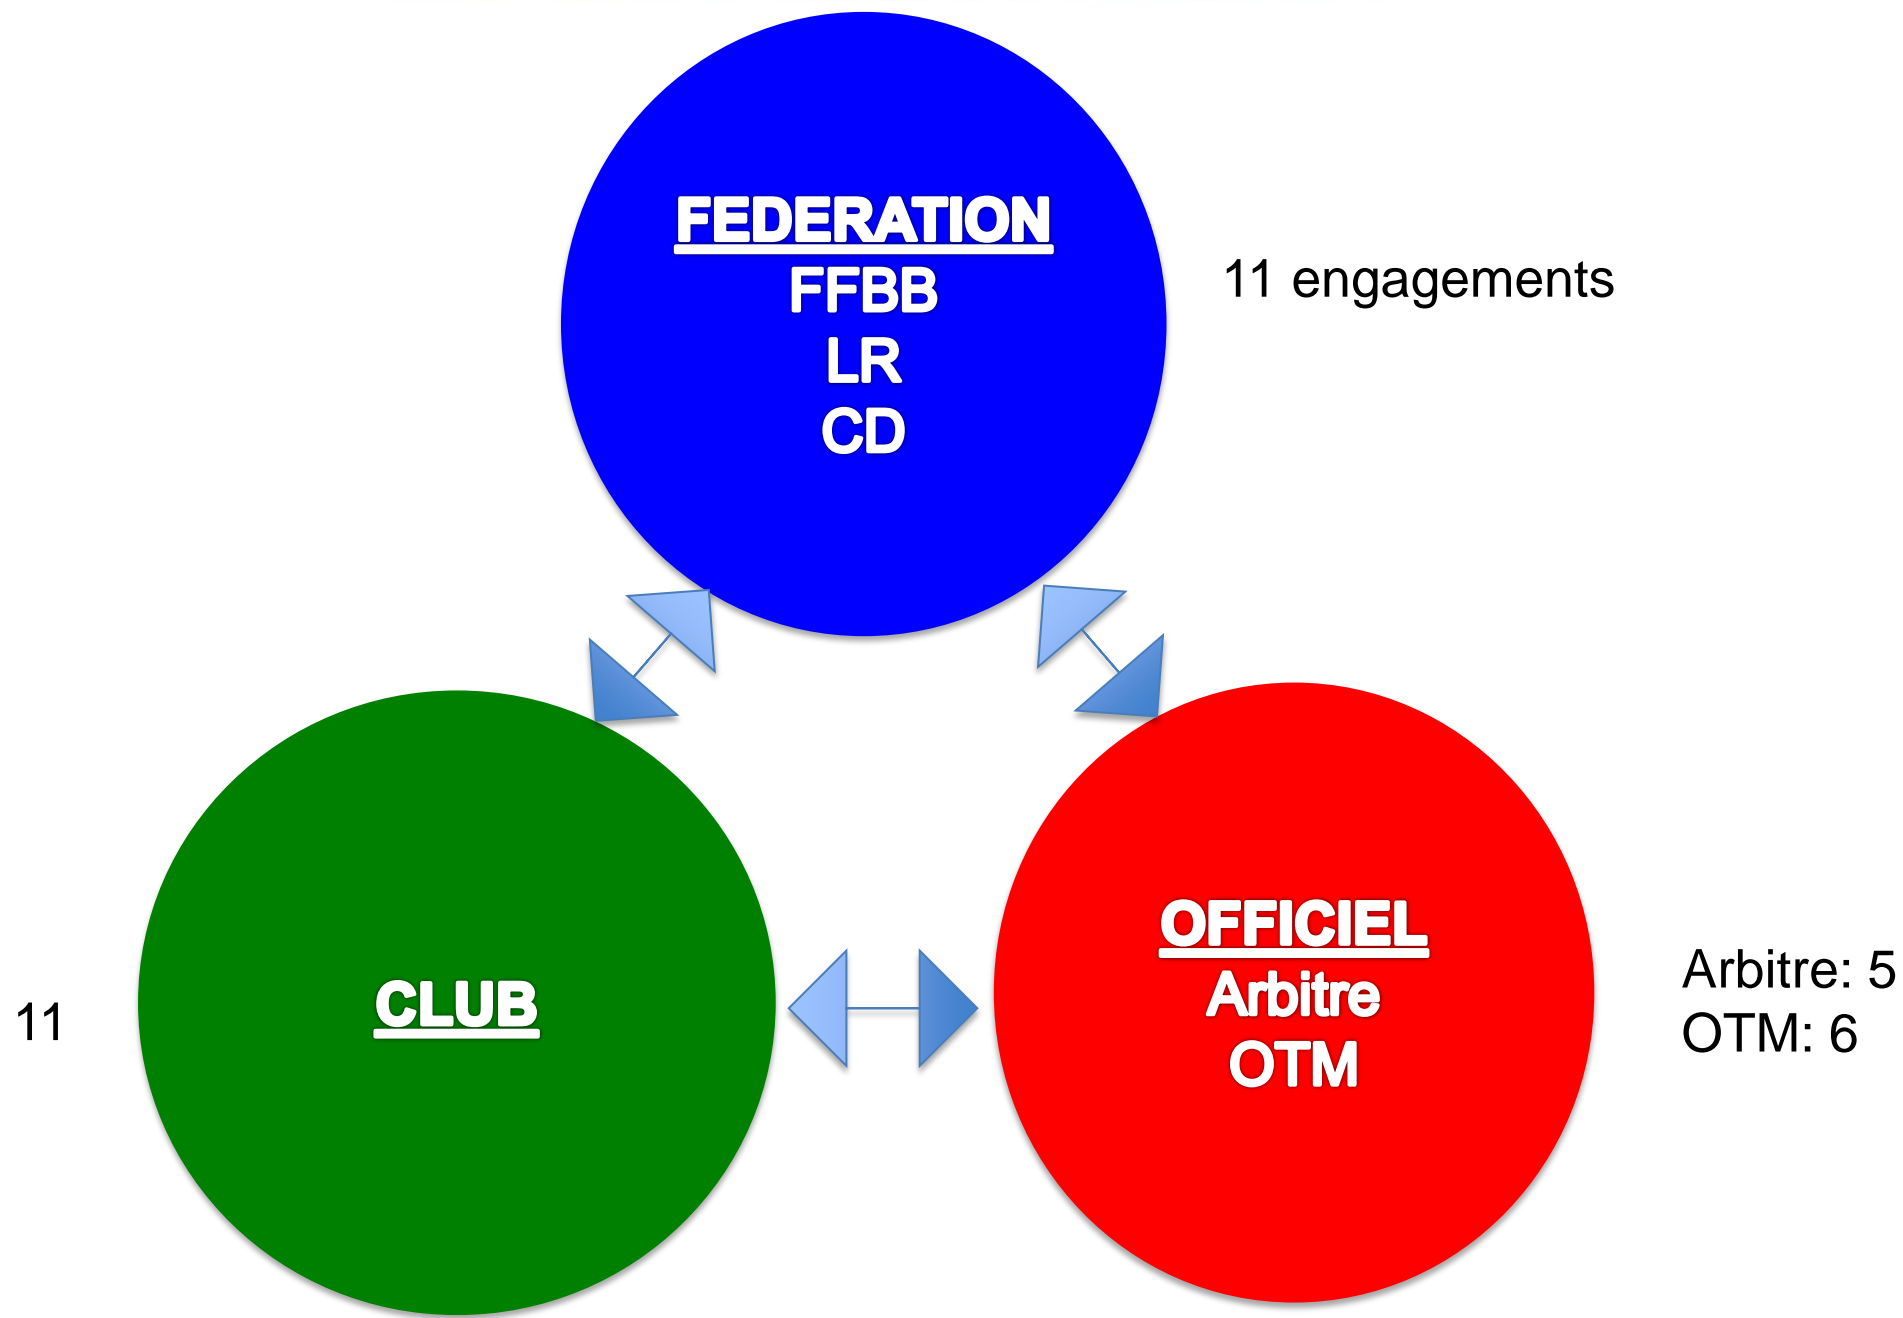 FEDERATION
FFBB
LR
CD
11 engagements
11
CLUB
OFFICIEL
Arbitre
OTM
Arbitre: 5
OTM: 6